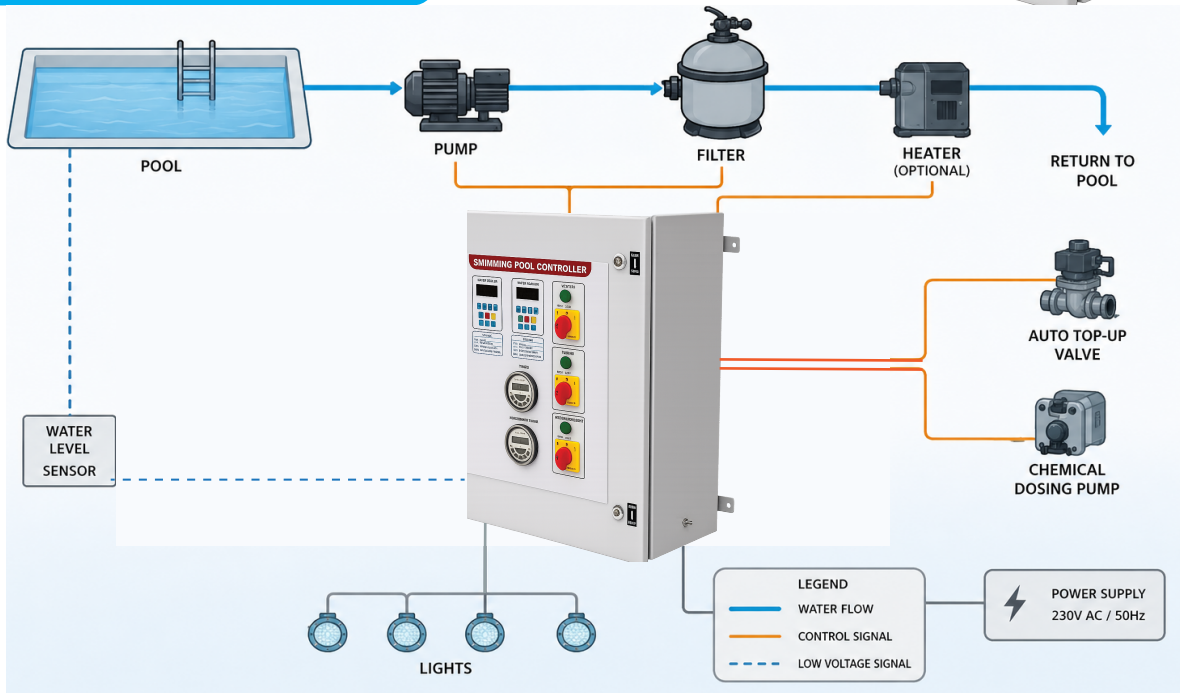 POOL
PUMP
FILTER
HEATER
(OPTIONAL)
RETURN TO
POOL
SMIMMING POOL CONTROLLER
TIMER
AUTO TOP-UP
VALVE
WATER
LEVEL
SENSOR
CHEMICAL
DOSING PUMP
LIGHTS
LEGEND
WATER FLOW
CONTROL SIGNAL
LOW VOLTAGE SIGNAL
POWER SUPPLY
230V AC / 50Hz